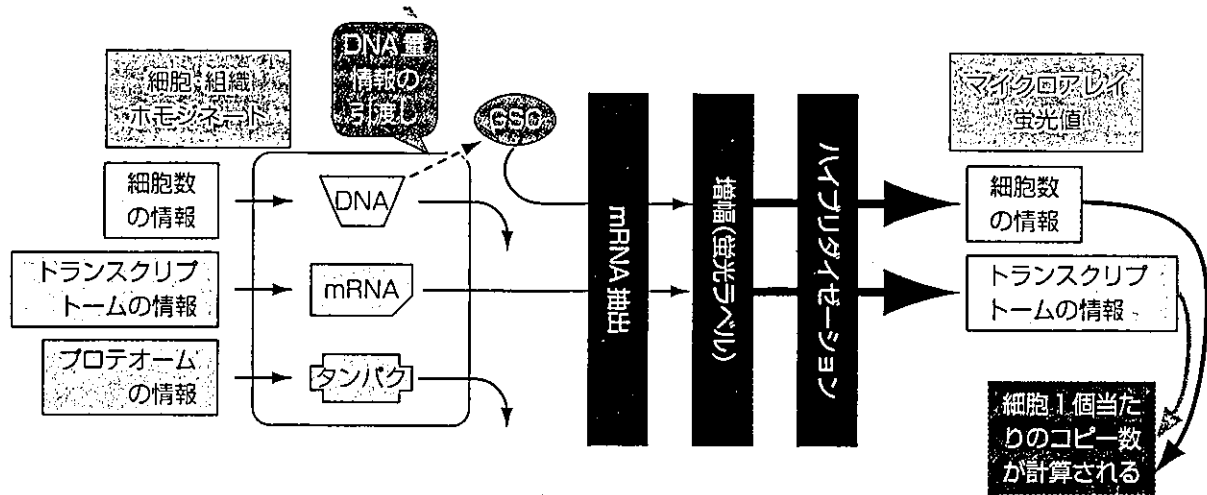 DNA量
情報の
引渡し
細胞・組織
ホモジネート
GSC
マイクロアレイ
蛍光値
細胞数
の情報
DNA
トランスクリプ
トームの情報
mRNA
プロテオーム
の情報
タンパク
mRNA 抽出
増幅(蛍光ラベル)
ハイブリダイゼーション
細胞数
の情報
トランスクリプ
トームの情報
細胞1個当た
りのコピー数
が計算される